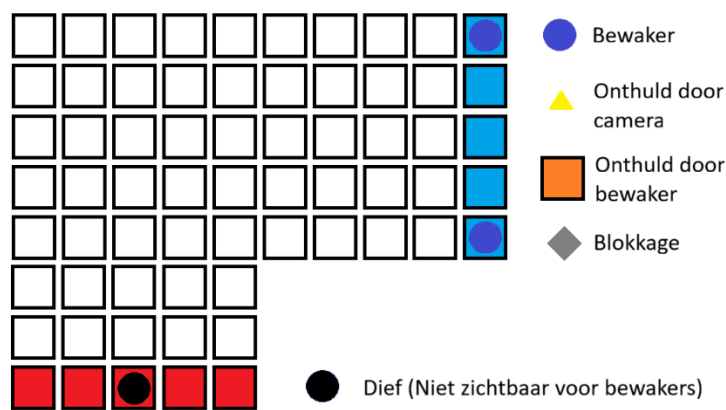 Bewaker
Onthuld door
camera
Onthuld door
bewaker
Blokkage
Dief (Niet zichtbaar voor bewakers)